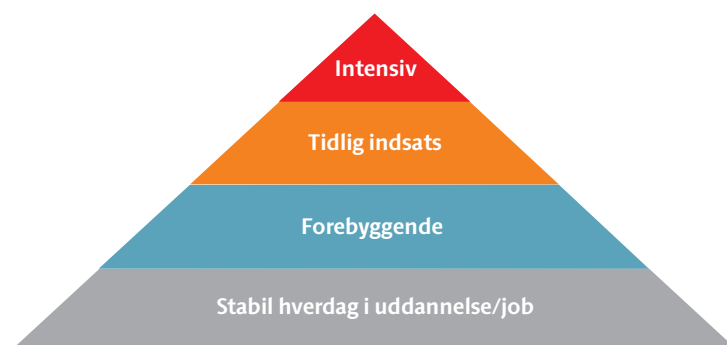 Intensiv
Tidlig indsats
Forebyggende
Stabil hverdag i uddannelse/job